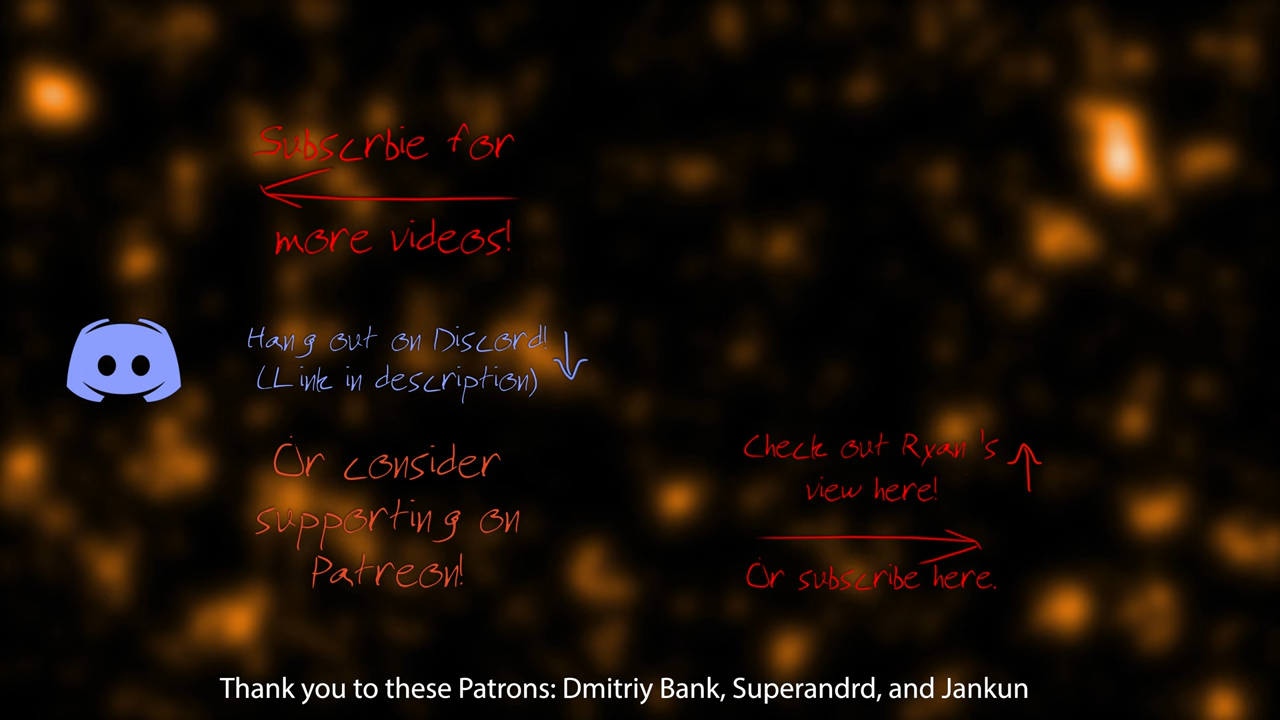 Subscrbie for
more videos!
Hang out on Discord!
(Link in description)
Or consider
supporting on
Patreon!
Check out Ryan's
view here!
Or subscribe here.
Thank you to these Patrons: Dmitriy Bank, Superandrd, and Jankun